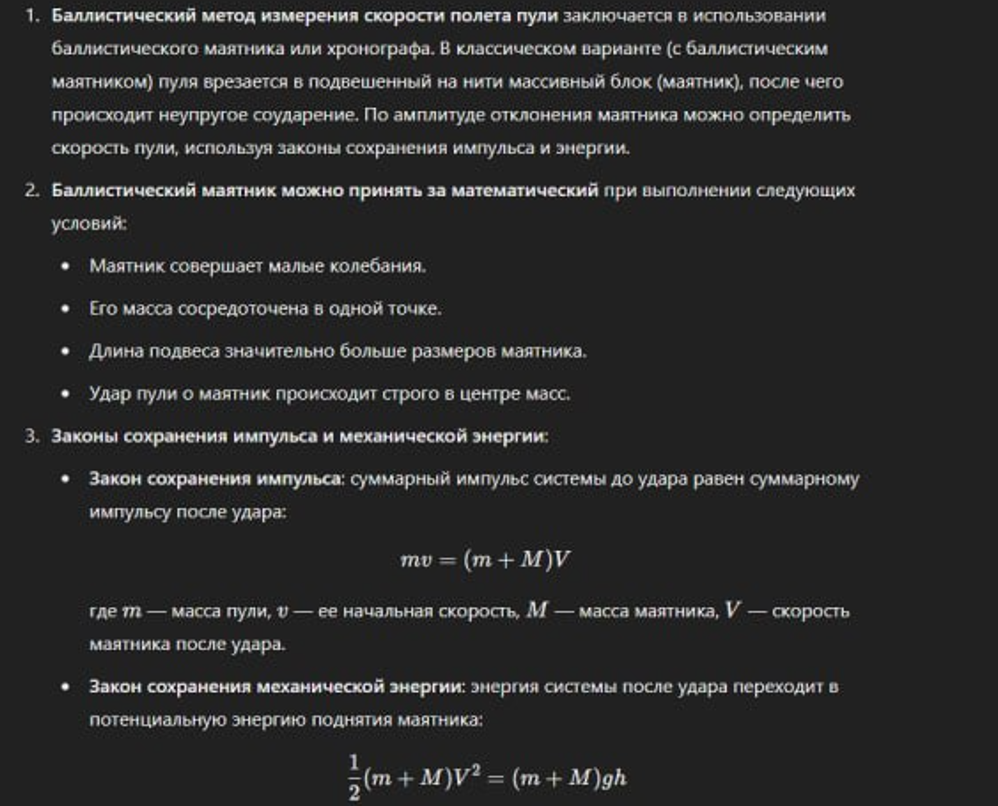 1. Баллистический метод измерения скорости полета пули заключается в использовании
баллистического маятника или хронографа. В классическом варианте (с баллистическим
маятником) пуля врезается в подвешенный на нити массивный блок (маятник), после чего
происходит неупругое соударение. По амплитуде отклонения маятника можно определить
скорость пули, используя законы сохранения импульса и энергии.
2. Баллистический маятник можно принять за математический при выполнении следующих
условий:
• Маятник совершает малые колебания.
• Его масса сосредоточена в одной точке.
• Длина подвеса значительно больше размеров маятника.
• Удар пули о маятник происходит строго в центре масс.
3. Законы сохранения импульса и механической энергии:
• Закон сохранения импульса: суммарный импульс системы до удара равен суммарному
импульсу после удара:
mv = (m + M)V
где m — масса пули, v — ее начальная скорость, M — масса маятника, V — скорость
маятника после удара.
• Закон сохранения механической энергии: энергия системы после удара переходит в
потенциальную энергию поднятия маятника:
1/2(m + M)V² = (m + M)gh